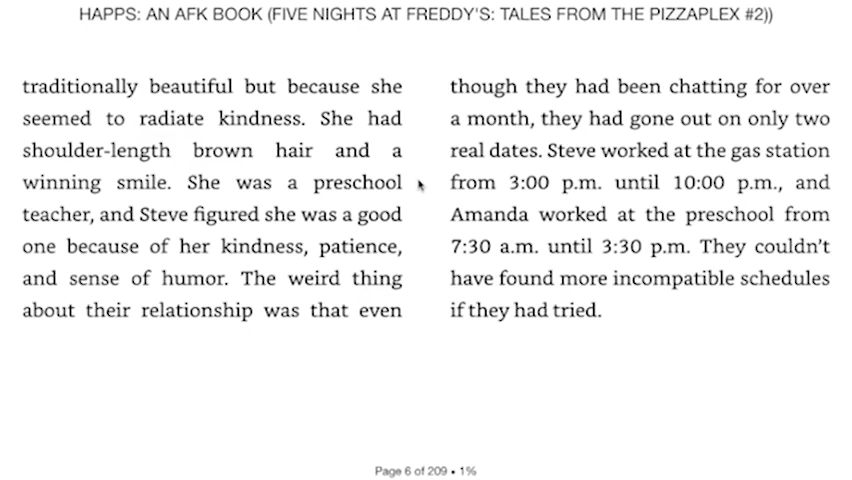 HAPPS: AN AFK BOOK (FIVE NIGHTS AT FREDDY'S: TALES FROM THE PIZZAPLEX #2))
traditionally beautiful but because she
seemed to radiate kindness. She had
shoulder-length brown hair and a
winning smile. She was a preschool
teacher, and Steve figured she was a good
one because of her kindness, patience,
and sense of humor. The weird thing
about their relationship was that even
though they had been chatting for over
a month, they had gone out on only two
real dates. Steve worked at the gas station
from 3:00 p.m. until 10:00 p.m., and
Amanda worked at the preschool from
7:30 a.m. until 3:30 p.m. They couldn’t
have found more incompatible schedules
if they had tried.
Page 6 of 209 • 1%